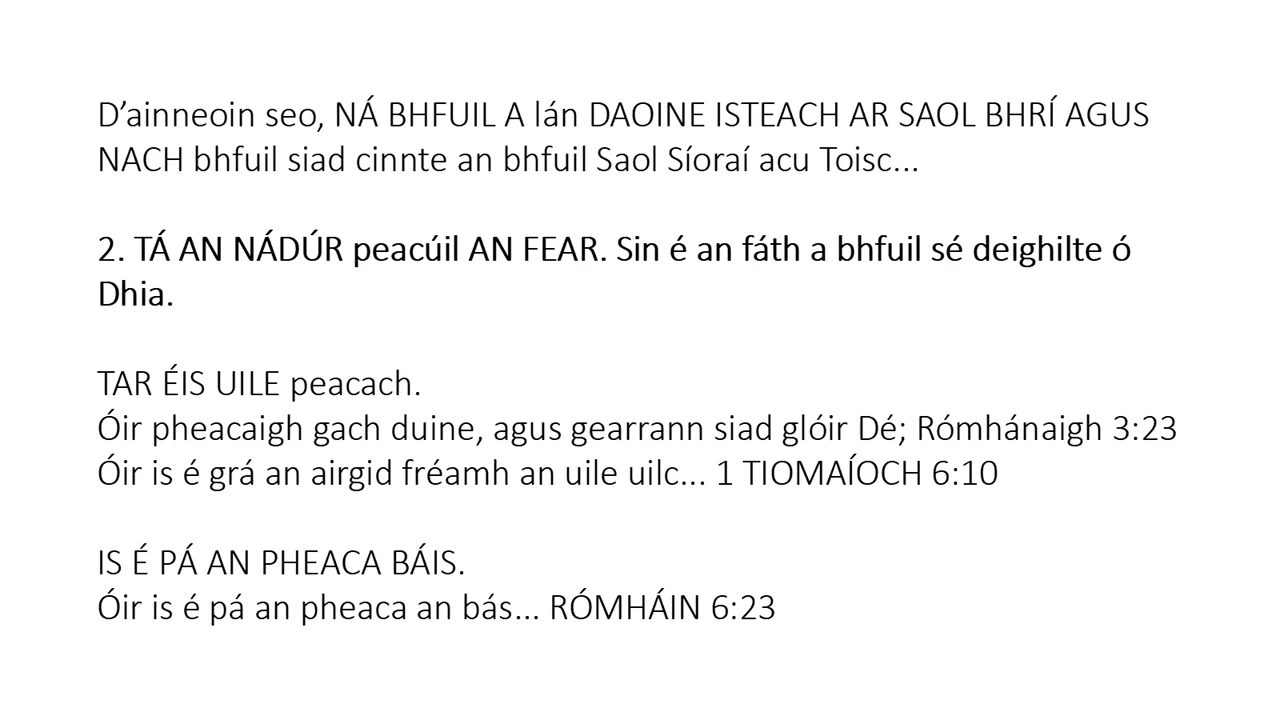 D’ainneoin seo, NÁ BHFUIL A lán DAOINE ISTEACH AR SAOL BHRÍ AGUS
NACH bhfuil siad cinnte an bhfuil Saol Síoraí acu Toisc...
2. TÁ AN NÁDÚR peacúil AN FEAR. Sin é an fáth a bhfuil sé deighilte ó
Dhia.
TAR ÉIS UILE peacach.
Óir pheacaigh gach duine, agus gearrann siad glóir Dé; Rómhánaigh 3:23
Óir is é grá an airgid fréamh an uile uilc... 1 TIOMAÍOCH 6:10
IS É PÁ AN PHEACA BÁIS.
Óir is é pá an pheaca an bás... RÓMHÁIN 6:23